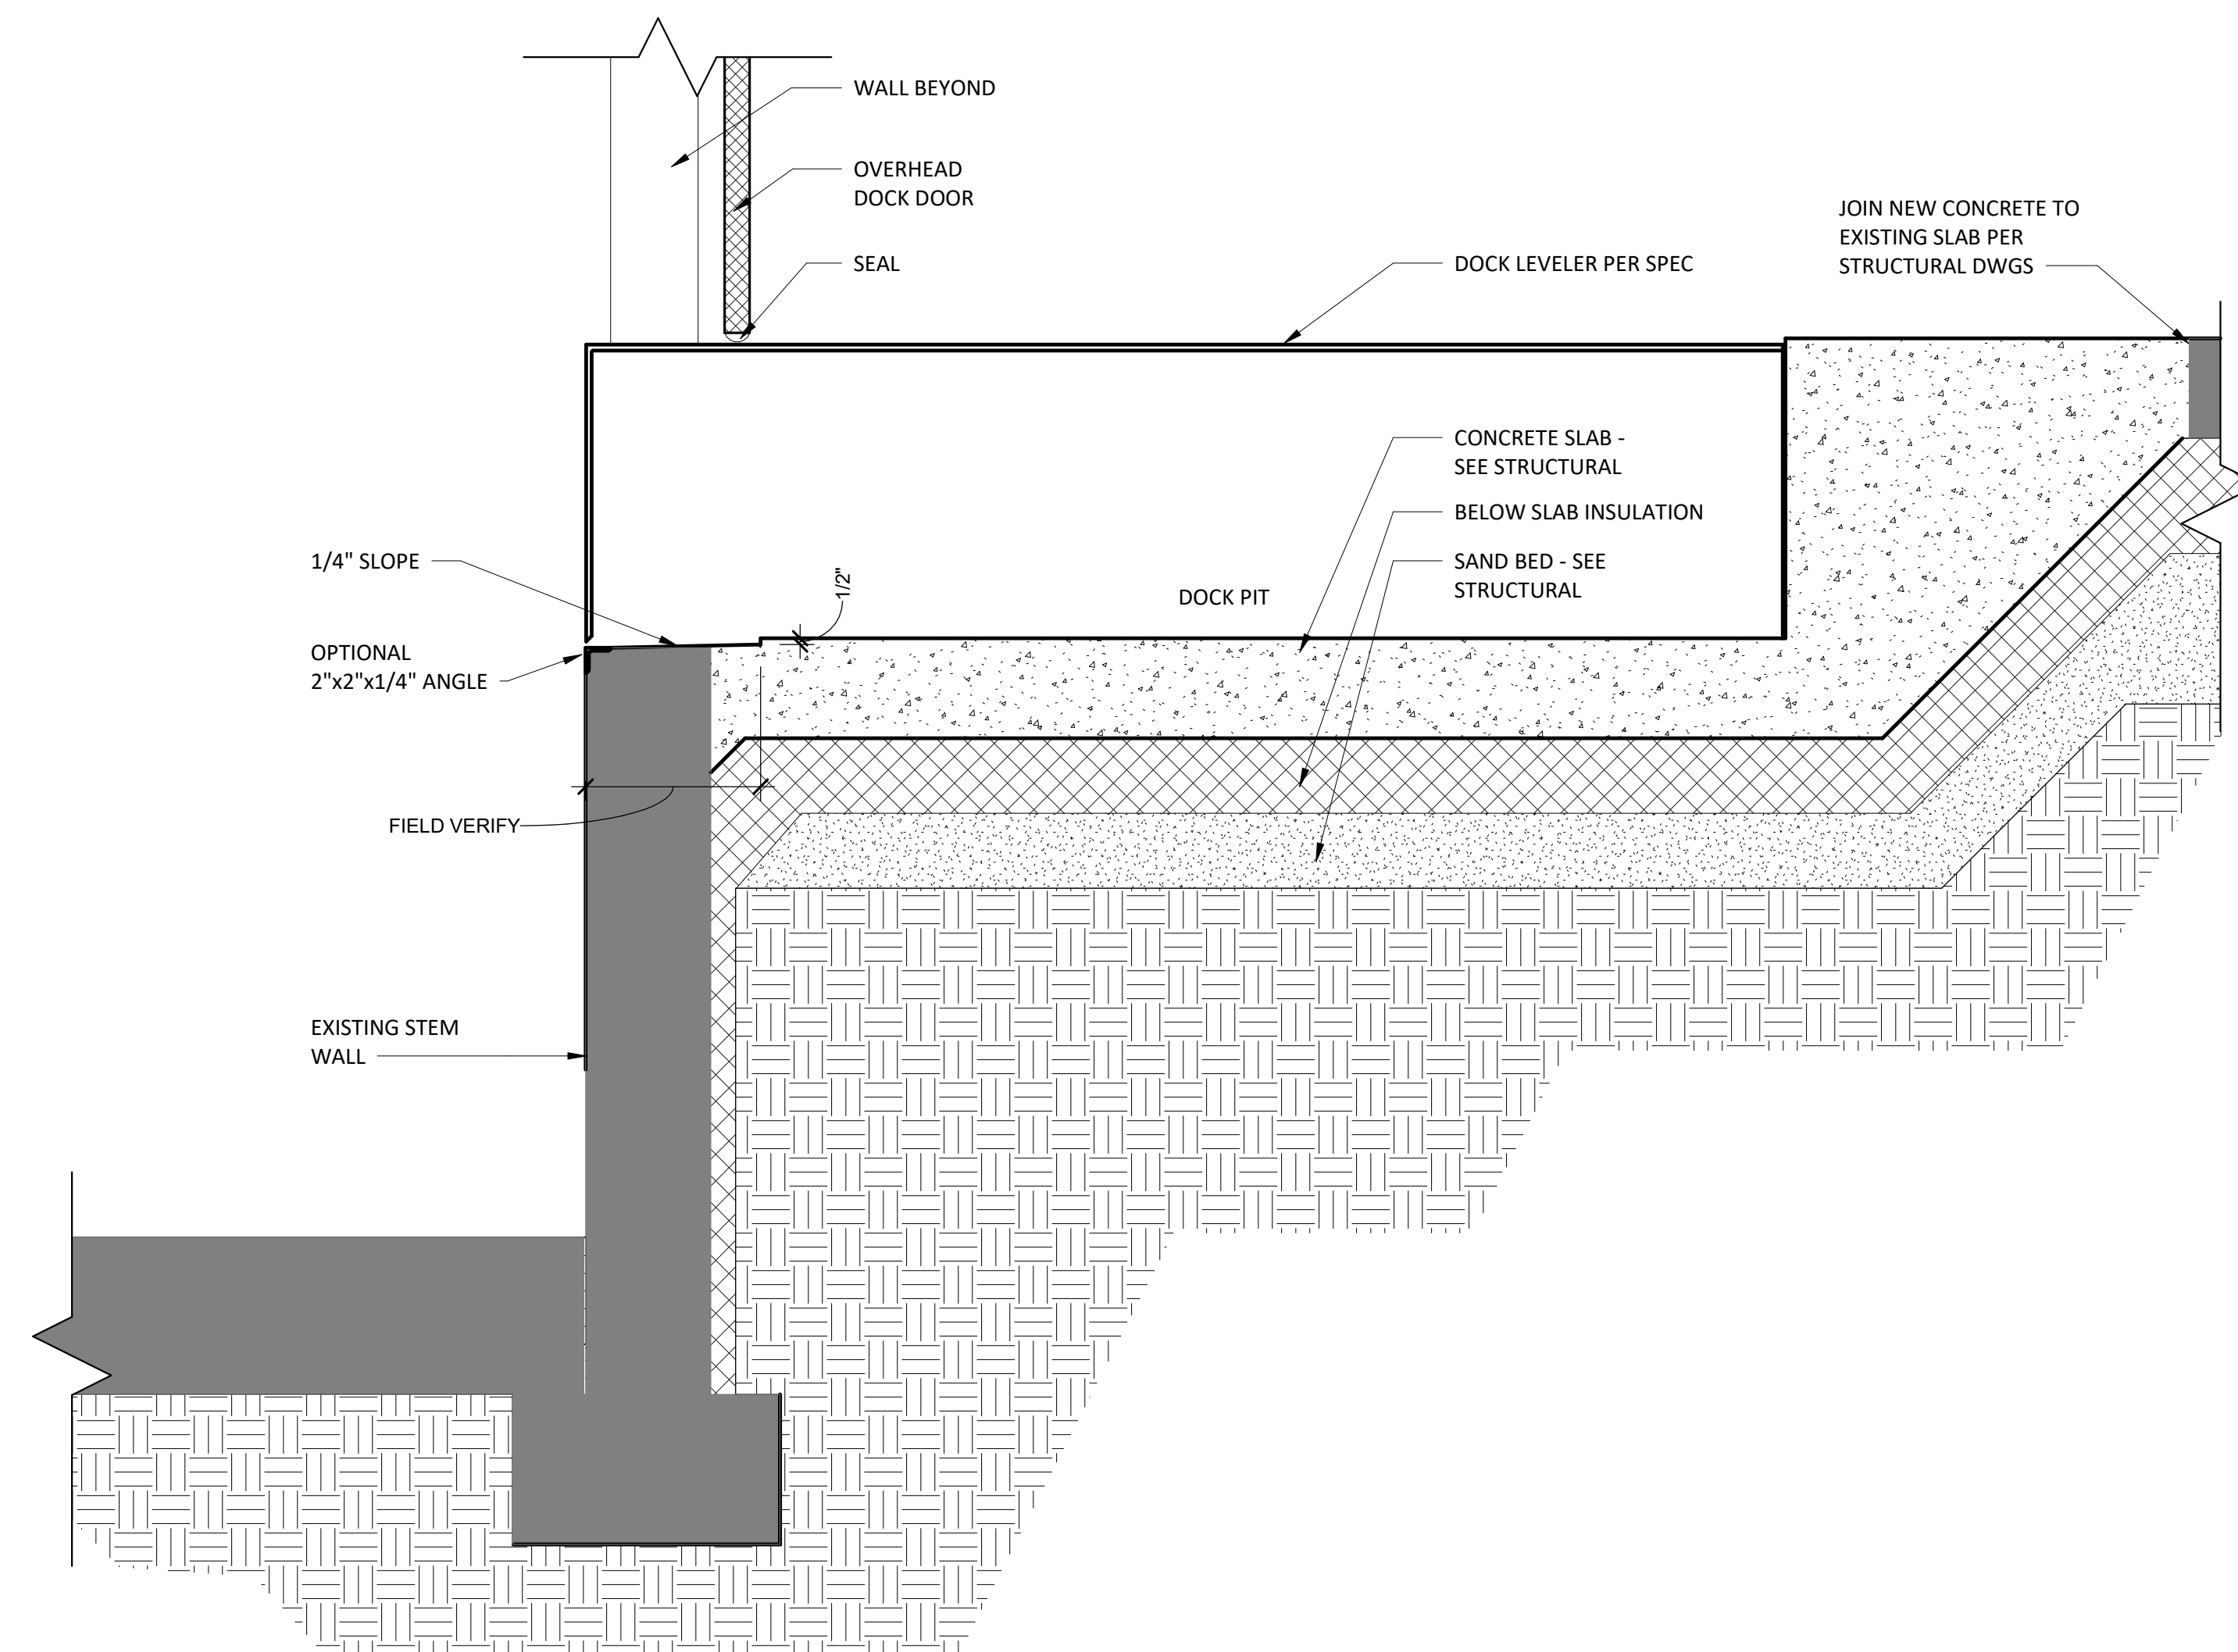 WALL BEYOND
OVERHEAD
DOCK DOOR
SEAL
DOCK LEVELER PER SPEC
JOIN NEW CONCRETE TO
EXISTING SLAB PER
STRUCTURAL DWGS
CONCRETE SLAB -
SEE STRUCTURAL
BELOW SLAB INSULATION
SAND BED - SEE
STRUCTURAL
1/4" SLOPE
1/2"
DOCK PIT
OPTIONAL
2"x2"x1/4" ANGLE
FIELD VERIFY
EXISTING STEM
WALL